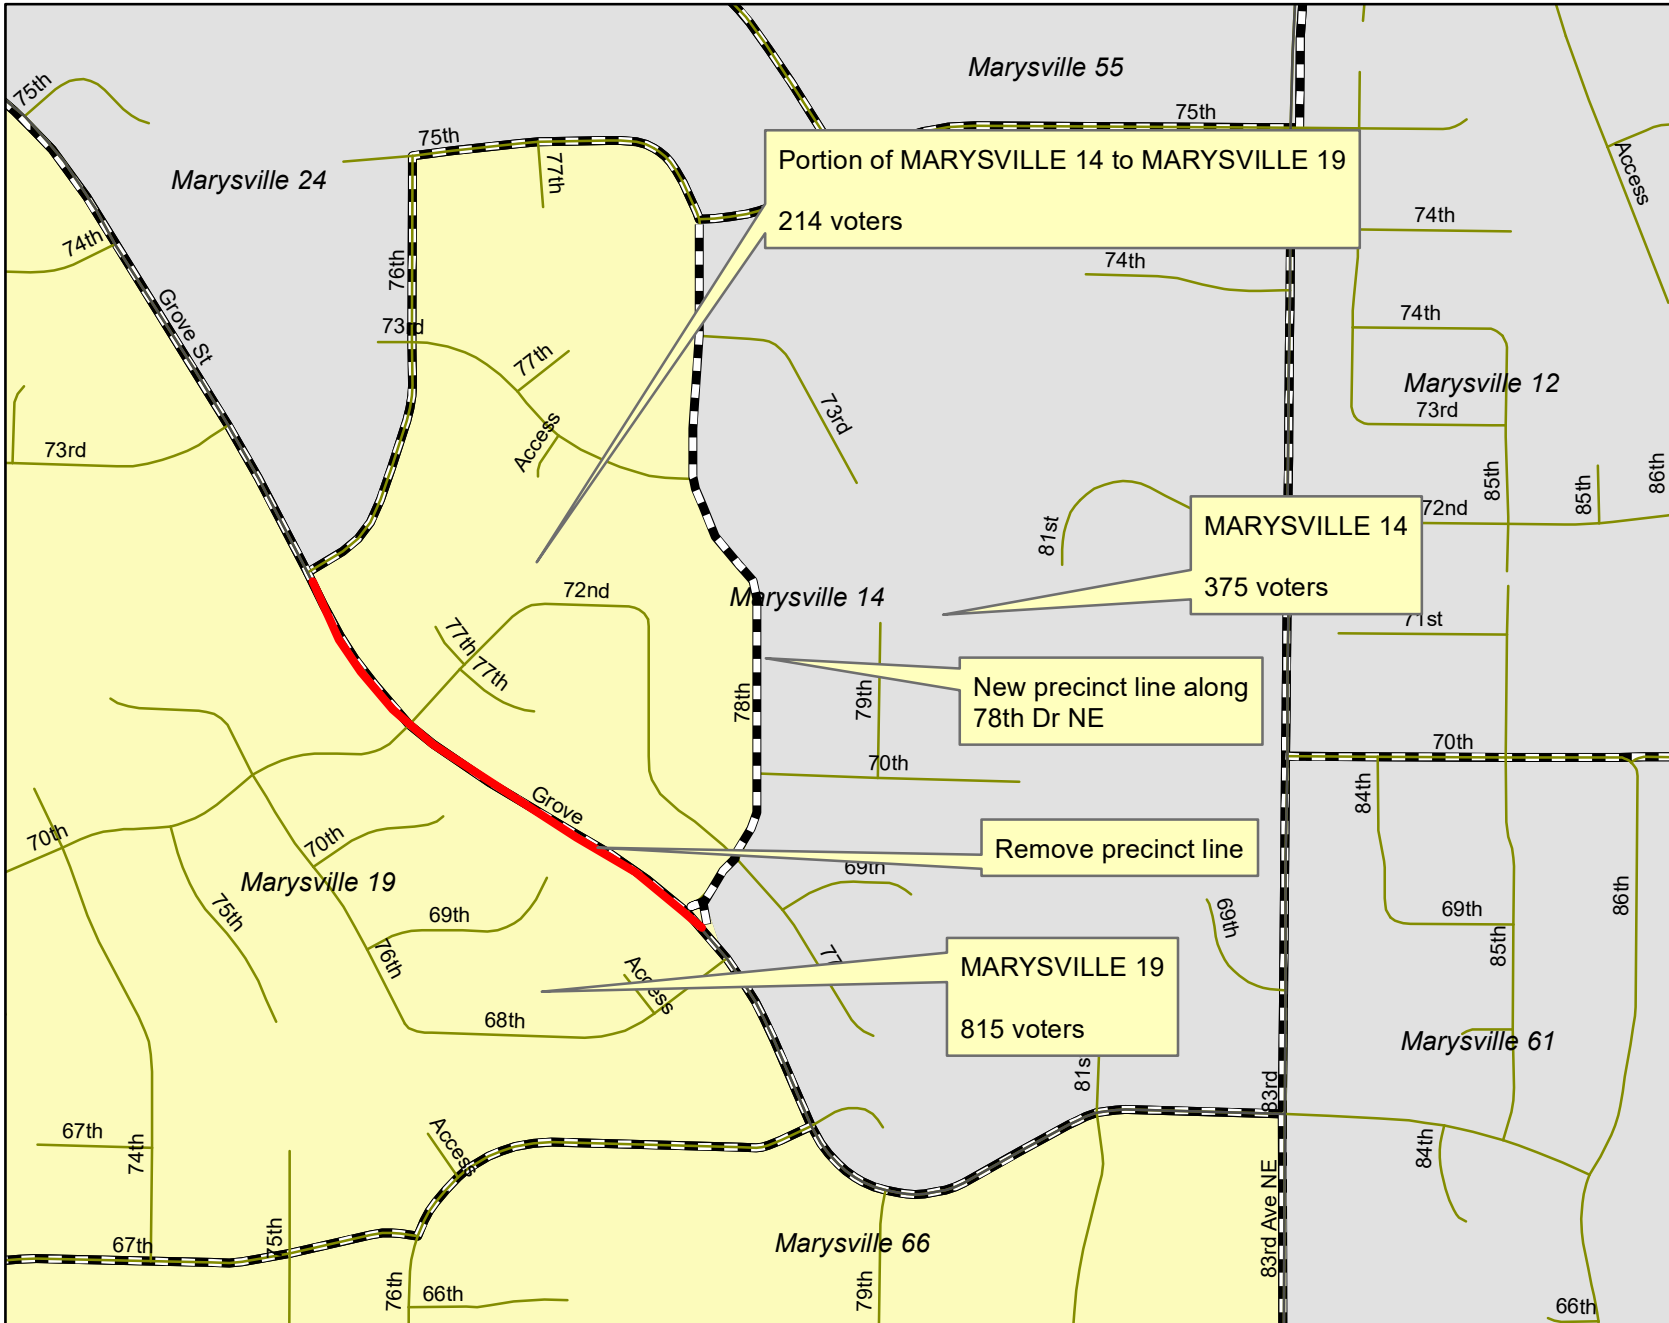 Marysville 55
75th
75th
75th
Marysville 24
77th
Portion of MARYSVILLE 14 to MARYSVILLE 19
214 voters
Access
74th
74th
76th
74th
Grove St
73rd
74th
77th
Marysville 12
73rd
73rd
73rd
Access
85th
85th
86th
72nd
MARYSVILLE 14
375 voters
81st
72nd
Marysville 14
71st
77th
77th
78th
79th
New precinct line along
78th Dr NE
70th
70th
84th
Grove
70th
70th
Remove precinct line
69th
Marysville 19
75th
69th
76th
69th
69th
85th
86th
Access
MARYSVILLE 19
815 voters
68th
Marysville 61
81s
83rd
67th
74th
Access
84th
83rd Ave NE
67th
75th
Marysville 66
76th
66th
79th
66th